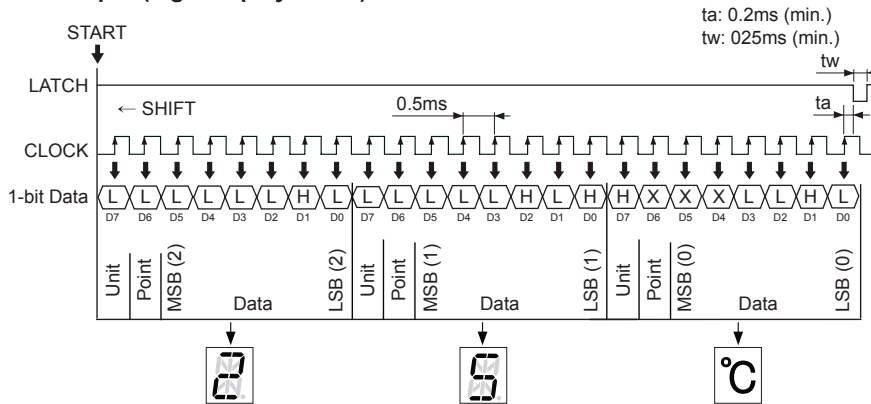 ta: 0.2ms (min.)
tw: 025ms (min.)
START
tw
LATCH
← SHIFT
0.5ms
ta
CLOCK
1-bit Data L L L L L L H L L L L L L H L H H X X X L L H L
D7 D6 D5 D4 D3 D2 D1 D0 D7 D6 D5 D4 D3 D2 D1 D0 D7 D6 D5 D4 D3 D2 D1 D0
Unit Point MSB (2) Data LSB (2) Unit Point MSB (1) Data LSB (1) Unit Point MSB (0) Data LSB (0)
2 5 °C